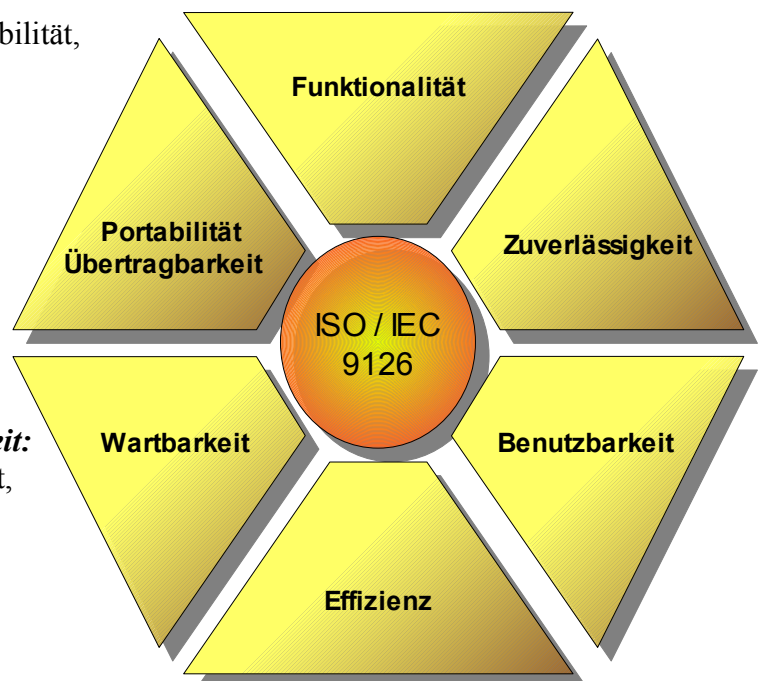 bilität,
Funktionalität
Portabilität
Übertragbarkeit
Zuverlässigkeit
ISO / IEC
9126
eit:
t,
Wartbarkeit
Benutzbarkeit
Effizienz